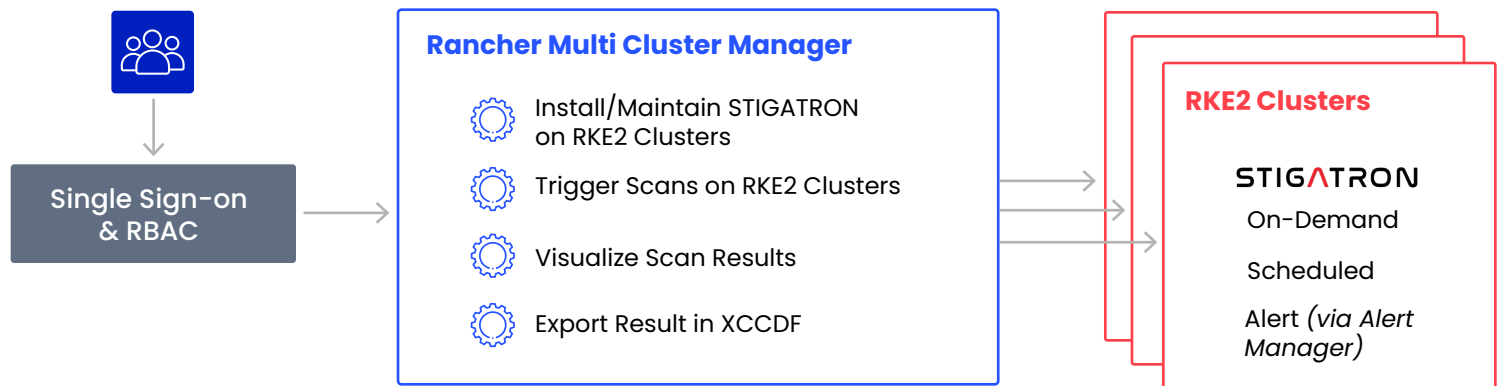 Single Sign-on
& RBAC
Rancher Multi Cluster Manager
Install/Maintain STIGATRON
on RKE2 Clusters
Trigger Scans on RKE2 Clusters
Visualize Scan Results
Export Result in XCCDF
RKE2 Clusters
STIGATRON
On-Demand
Scheduled
Alert (via Alert
Manager)